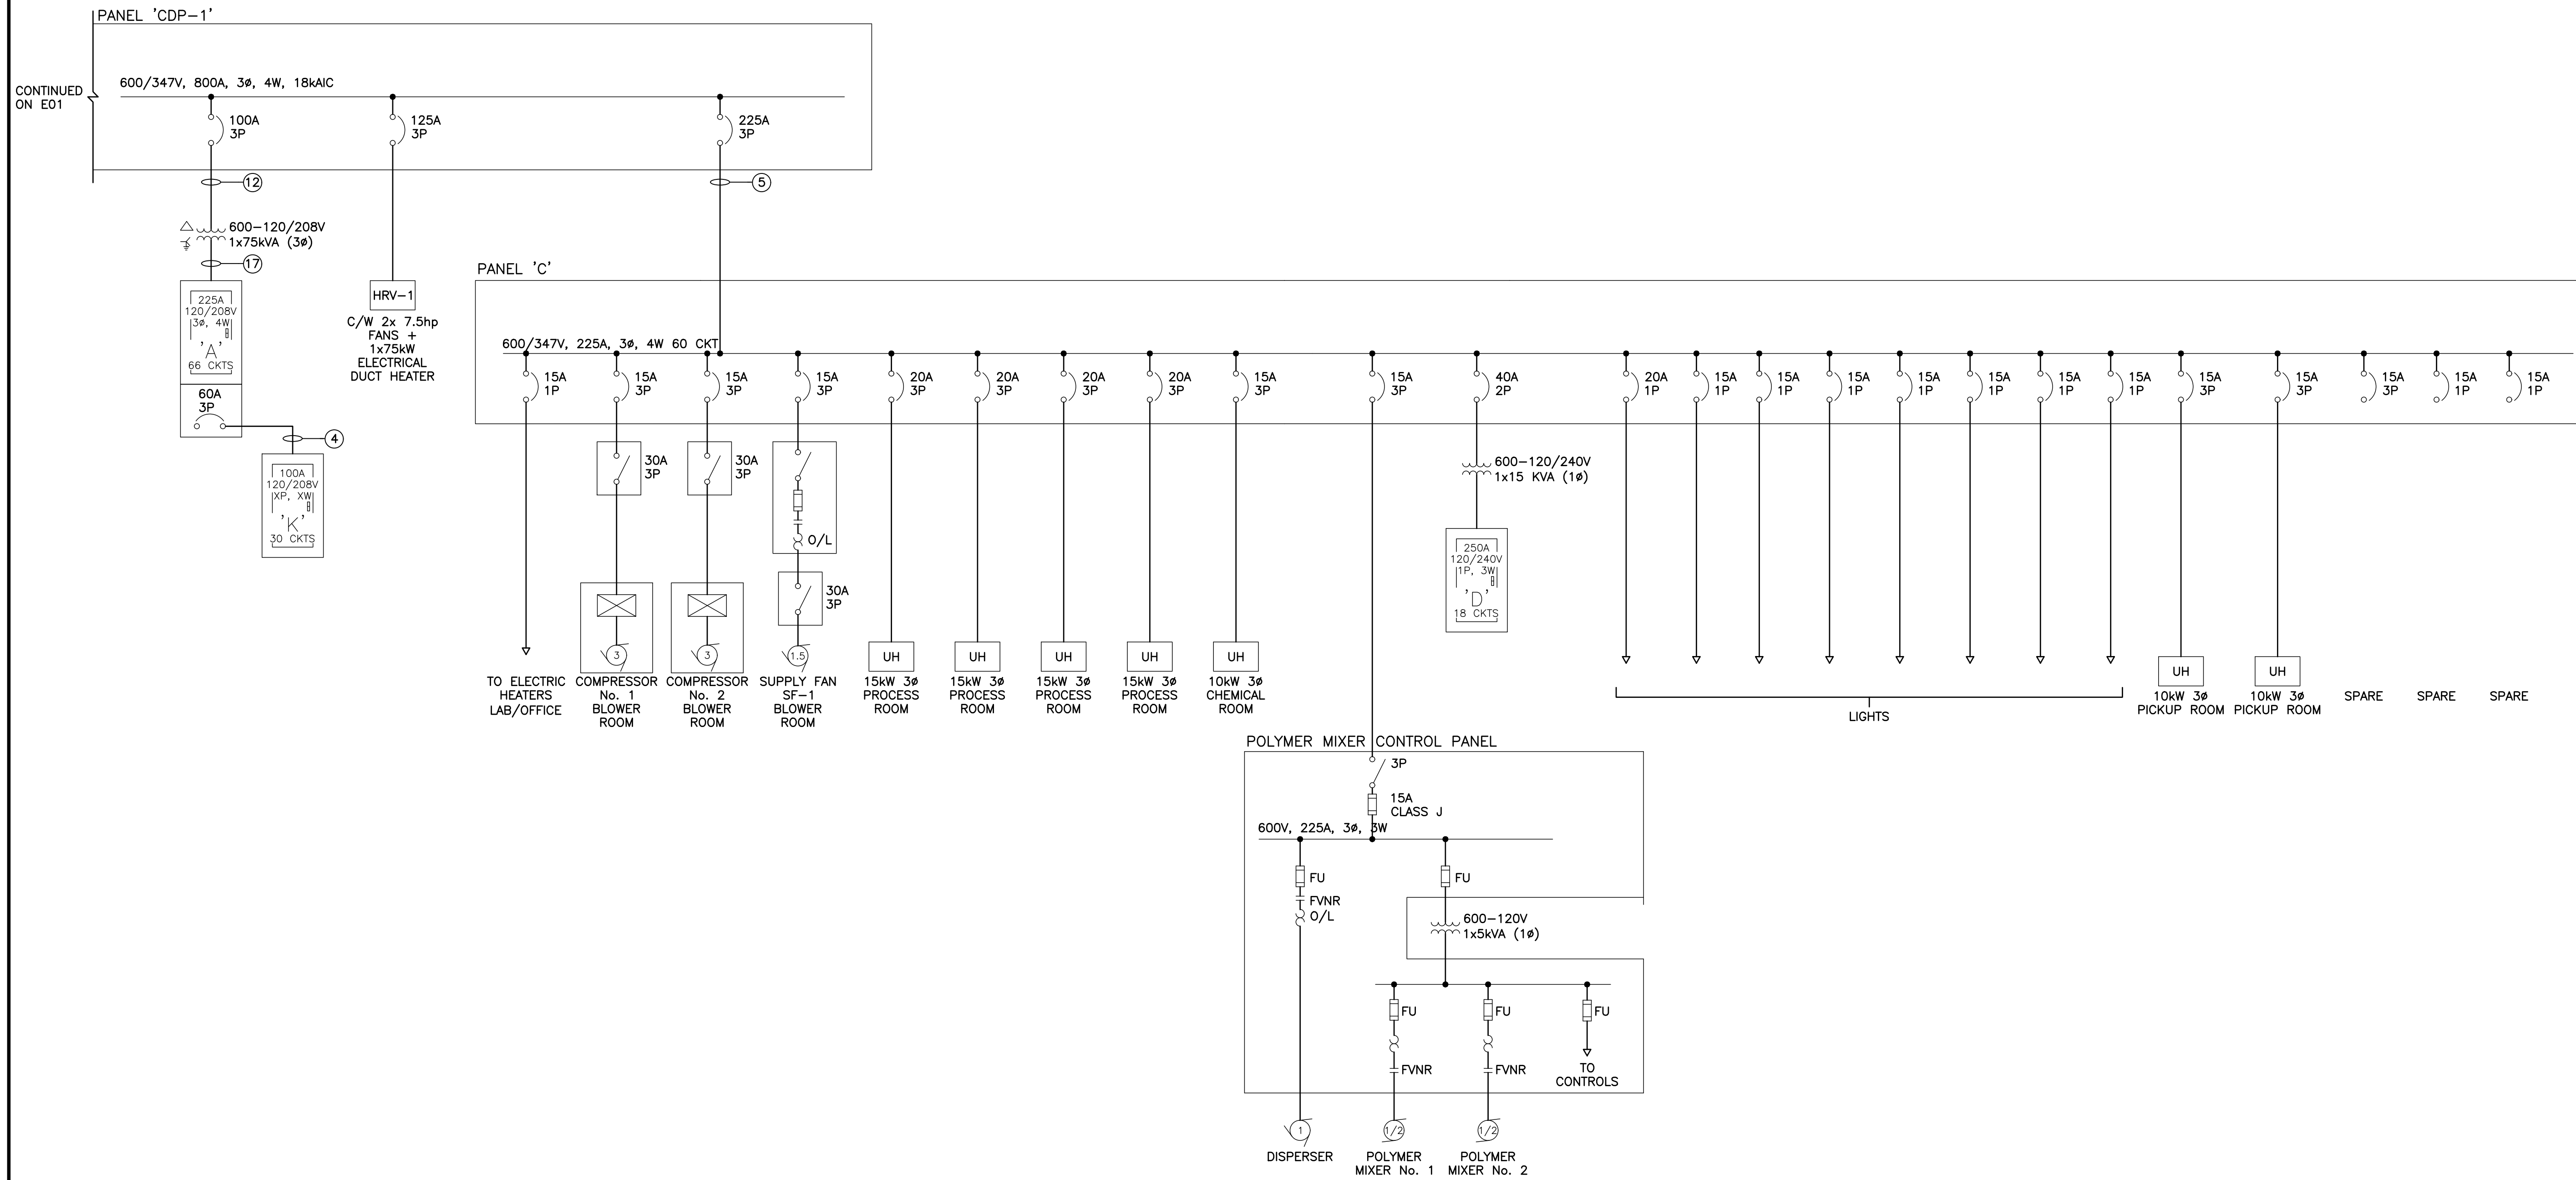 PANEL 'CDP-1'
CONTINUED
ON E01
600/347V, 800A, 3ø, 4W, 18kAIC
100A
3P
125A
3P
225A
3P
12
5
600-120/208V
1x75kVA (3ø)
17
225A
120/208V
3ø, 4W
'A'
66 CKTS
60A
3P
4
100A
120/208V
XP, XW
'K'
30 CKTS
HRV-1
C/W 2x 7.5hp
FANS +
1x75kW
ELECTRICAL
DUCT HEATER
PANEL 'C'
600/347V, 225A, 3ø, 4W 60 CKT
15A
1P
15A
3P
15A
3P
15A
3P
20A
3P
20A
3P
20A
3P
20A
3P
15A
3P
15A
3P
40A
2P
20A
1P
15A
1P
15A
1P
15A
1P
15A
1P
15A
1P
15A
1P
15A
1P
15A
3P
15A
3P
15A
3P
15A
1P
15A
1P
30A
3P
30A
3P
O/L
30A
3P
600-120/240V
1x15 KVA (1ø)
250A
120/240V
1P, 3W
'D'
18 CKTS
3
3
1.5
UH
UH
UH
UH
UH
UH
UH
TO ELECTRIC
HEATERS
LAB/OFFICE
COMPRESSOR
No. 1
BLOWER
ROOM
COMPRESSOR
No. 2
BLOWER
ROOM
SUPPLY FAN
SF-1
BLOWER
ROOM
15kW 3ø
PROCESS
ROOM
15kW 3ø
PROCESS
ROOM
15kW 3ø
PROCESS
ROOM
15kW 3ø
PROCESS
ROOM
10kW 3ø
CHEMICAL
ROOM
LIGHTS
10kW 3ø
PICKUP ROOM
10kW 3ø
PICKUP ROOM
SPARE
SPARE
SPARE
POLYMER MIXER CONTROL PANEL
3P
15A
CLASS J
600V, 225A, 3ø, 3W
FU
FVNR
O/L
FU
600-120V
1x5kVA (1ø)
FU
FU
FU
FVNR
FVNR
TO
CONTROLS
1
1/2
1/2
DISPERSER
POLYMER
MIXER No. 1
POLYMER
MIXER No. 2